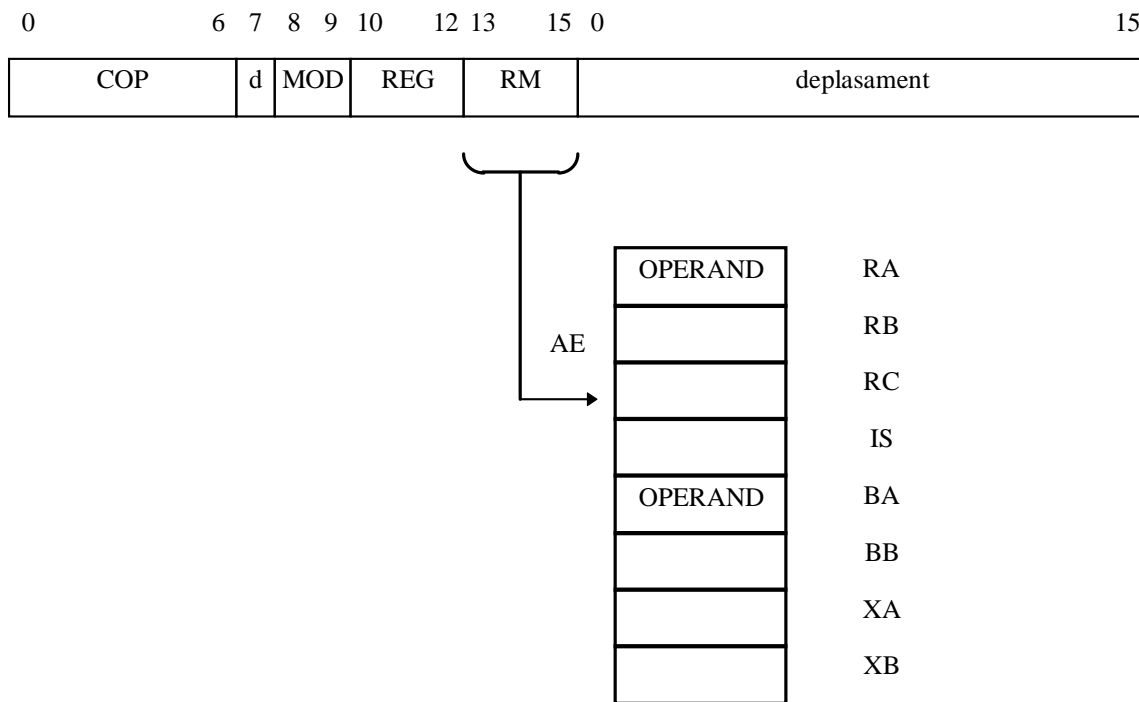 0 6 7 8 9 10 12 13 15 0 15
COP d MOD REG RM deplasament
OPERAND RA
RB
AE
RC
IS
OPERAND BA
BB
XA
XB